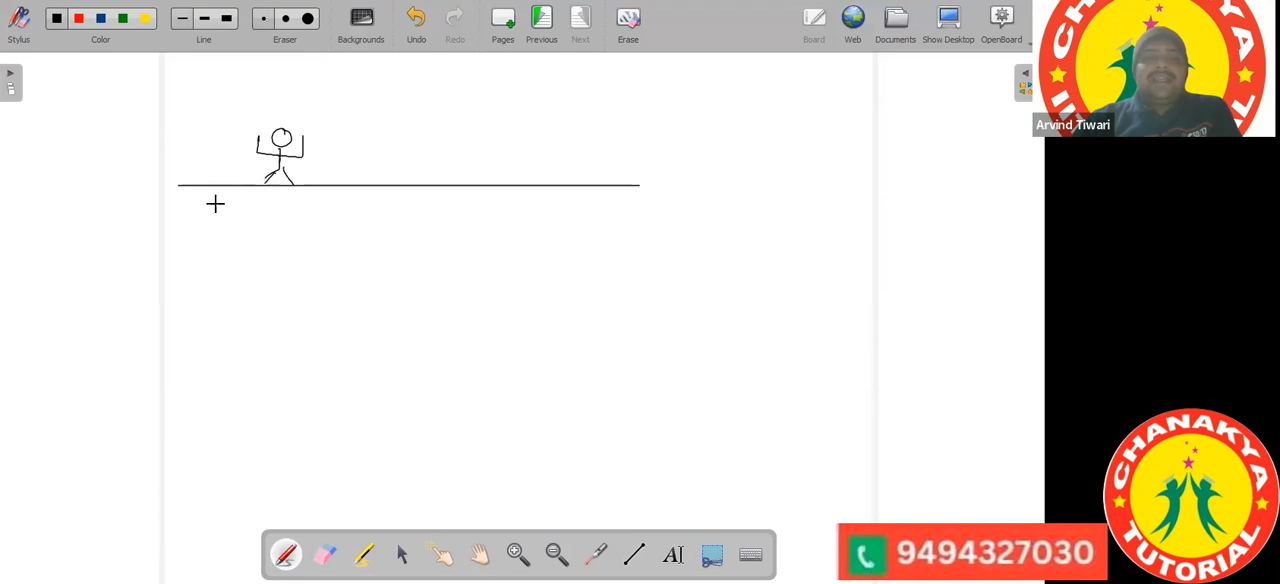 Stylus
Color
Line
Eraser
Backgrounds
Undo
Redo
Pages
Previous
Next
Erase
Board
Web
Documents
Show Desktop
OpenBoard
CHANAKYA
Arvind Tiwari
AI
CHANAKYA
TUTORIAL
9494327030